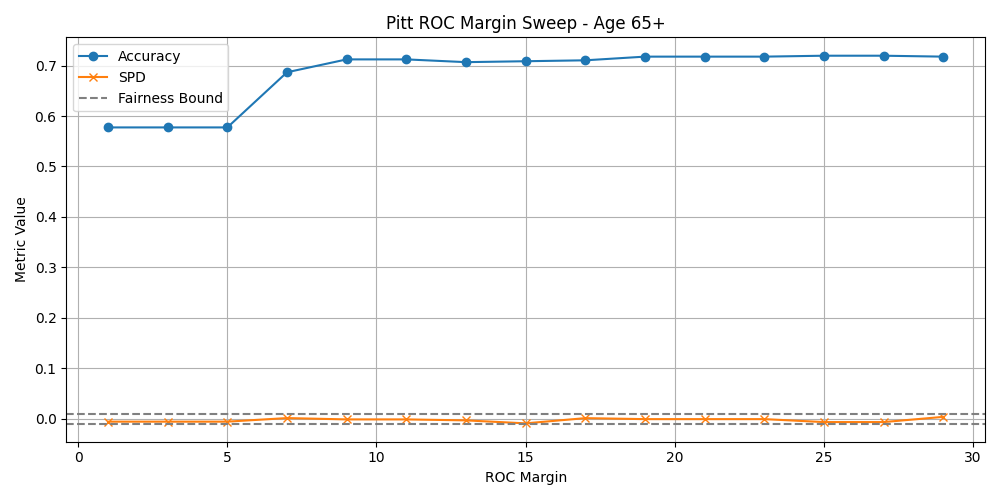 Pitt ROC Margin Sweep - Age 65+
Accuracy
SPD
Fairness Bound
Metric Value
0.7
0.6
0.5
0.4
0.3
0.2
0.1
0.0
0 5 10 15 20 25 30
ROC Margin